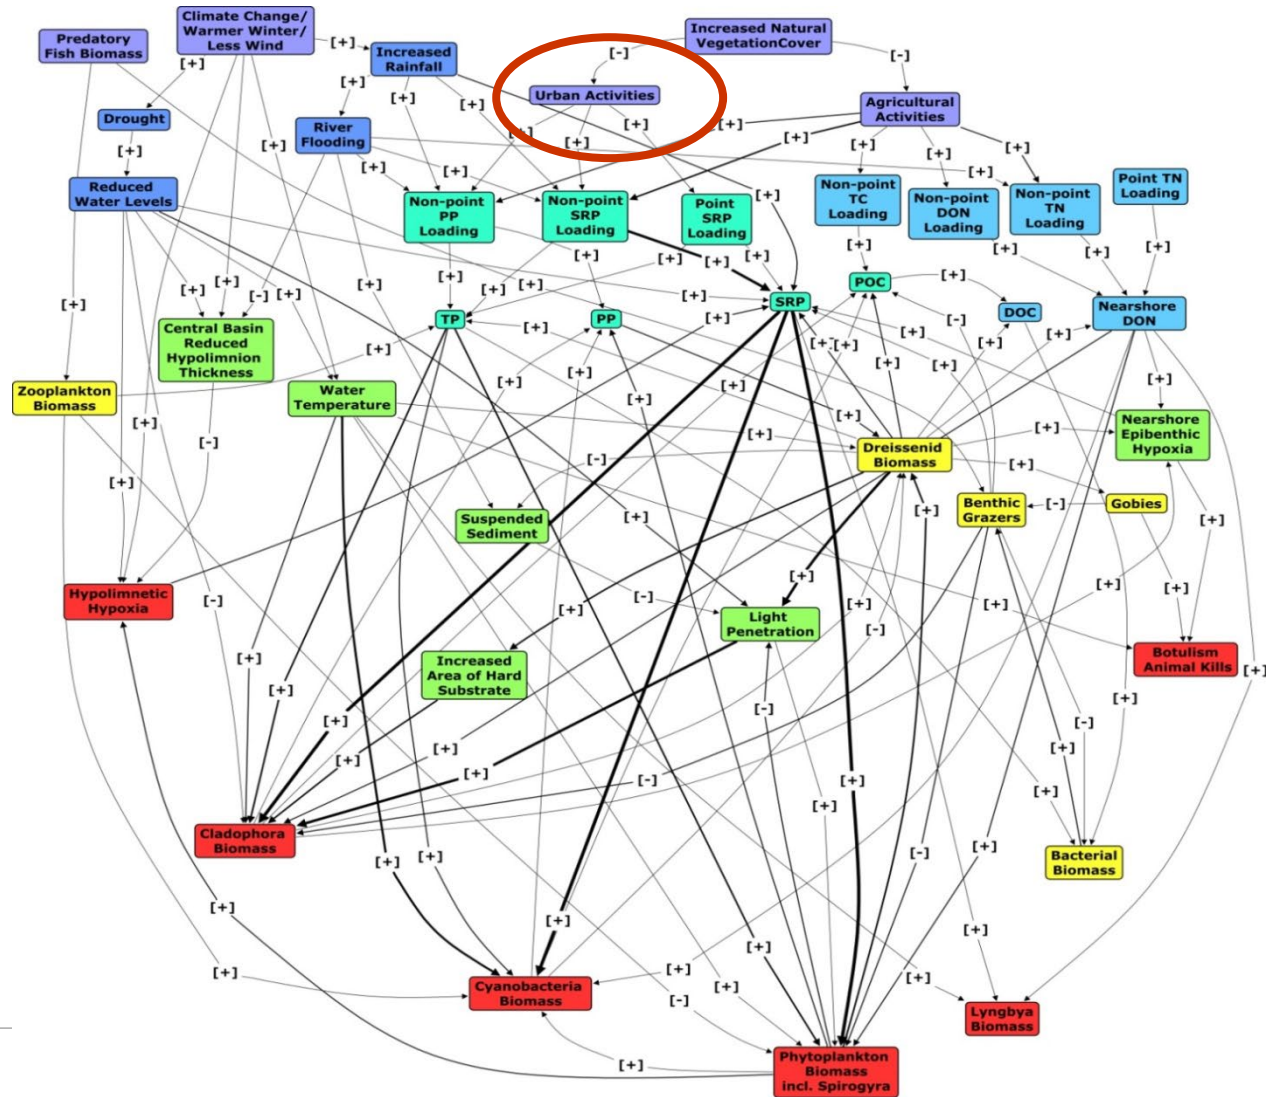 Predatory
Fish Biomass
Climate Change/
Warmer Winter/
Less Wind
[+]
Increased
Rainfall
[-]
Increased Natural
VegetationCover
[-]
[+]
[+]
[+]
[+]
Urban Activities
Agricultural
Activities
Drought
River
Flooding
[+]
[+]
[+]
[+]
[+]
[+]
[+]
[+]
[+]
[+]
[+]
[+]
[+]
Reduced
Water Levels
Non-point
PP
Loading
Non-point
SRP
Loading
Point
SRP
Loading
Non-point
TC
Loading
Non-point
DON
Loading
Non-point
TN
Loading
Point TN
Loading
[+]
[+]
[+]
[+]
[+]
[+]
[+]
[+]
[+]
[+]
[+]
[+]
[+]
[-]
[+]
[+]
[+]
[+]
[+]
[+]
[+]
POC
DOC
Nearshore
DON
TP
PP
SRP
[+]
[+]
[-]
[+]
Central Basin
Reduced
Hypolimnion
Thickness
[+]
[+]
[+]
[+]
[+]
[+]
[+]
[+]
[+]
[+]
[+]
Zooplankton
Biomass
Water
Temperature
[+]
[-]
[+]
[+]
[+]
Dreissenid
Biomass
Nearshore
Epibenthic
Hypoxia
[-]
[+]
[+]
[+]
Suspended
Sediment
Benthic
Grazers
[-]
Gobies
[+]
[+]
Hypolimnetic
Hypoxia
[-]
[+]
[-]
[+]
[+]
[+]
[+]
[+]
Light
Penetration
[-]
Botulism
Animal Kills
[+]
[+]
Increased
Area of Hard
Substrate
[+]
[+]
[-]
[+]
[-]
[+]
[+]
[+]
[+]
[-]
[+]
[+]
[+]
Cladophora
Biomass
[+]
[+]
[-]
[+]
Bacterial
Biomass
[+]
[+]
[+]
[+]
[+]
[+]
[+]
[-]
[+]
Cyanobacteria
Biomass
Lyngbya
Biomass
[+]
Phytoplankton
Biomass
incl. Spirogyra